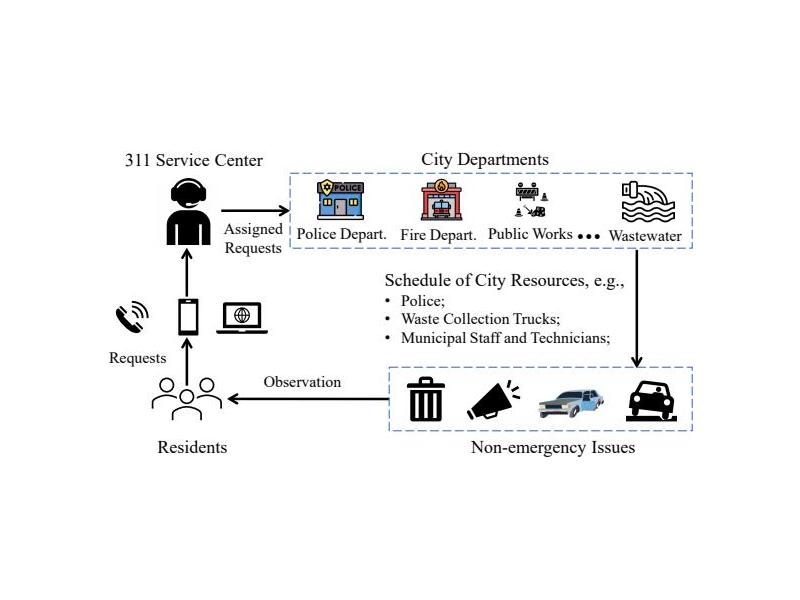 311 Service Center
City Departments
POLICE
Assigned
Requests
Police Depart.
Fire Depart.
Public Works
•••
Wastewater
Schedule of City Resources, e.g.,
• Police;
• Waste Collection Trucks;
• Municipal Staff and Technicians;
Requests
Observation
Residents
Non-emergency Issues